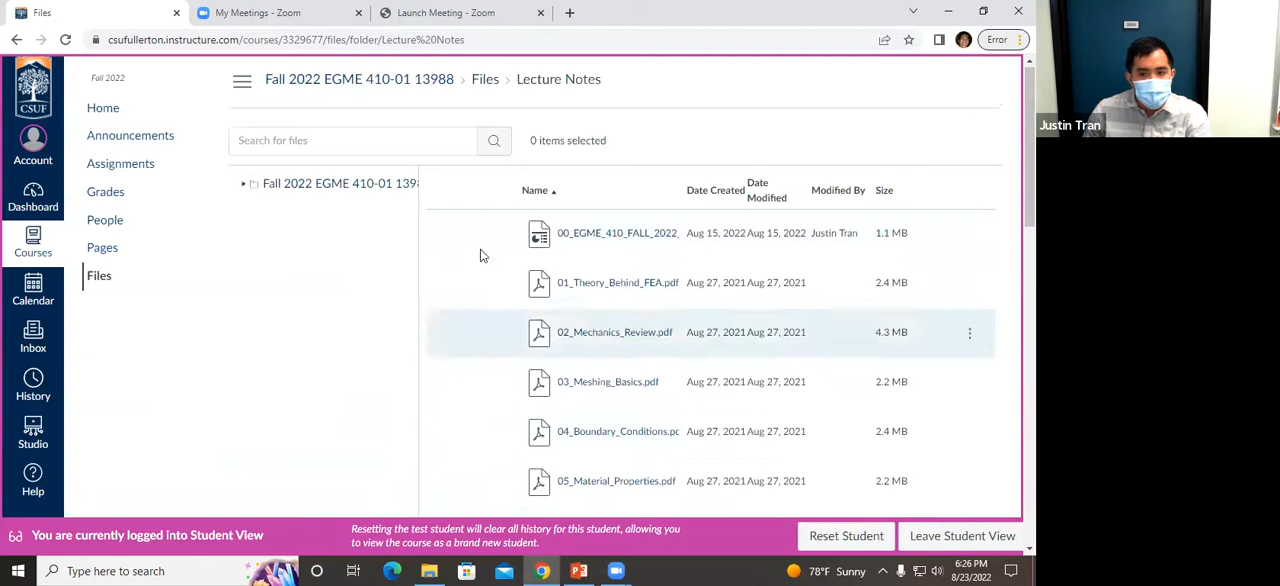 Files
My Meetings - Zoom
Launch Meeting - Zoom
csufullerton.instructure.com/courses/3329677/files/folder/Lecture%20Notes
Error
Justin Tran
CSUF
Account
Dashboard
Courses
Calendar
Inbox
History
Studio
Help
Fall 2022
Home
Announcements
Assignments
Grades
People
Pages
Files
Fall 2022 EGME 410-01 13988 > Files > Lecture Notes
Search for files
0 items selected
Fall 2022 EGME 410-01 1398
Name Date Created Date Modified Modified By Size
00_EGME_410_FALL_2022_ Aug 15, 2022 Aug 15, 2022 Justin Tran 1.1 MB
01_Theory_Behind_FEA.pdf Aug 27, 2021 Aug 27, 2021 2.4 MB
02_Mechanics_Review.pdf Aug 27, 2021 Aug 27, 2021 4.3 MB
03_Meshing_Basics.pdf Aug 27, 2021 Aug 27, 2021 2.2 MB
04_Boundary_Conditions.pd Aug 27, 2021 Aug 27, 2021 2.4 MB
05_Material_Properties.pdf Aug 27, 2021 Aug 27, 2021 2.2 MB
You are currently logged into Student View
Resetting the test student will clear all history for this student, allowing you
to view the course as a brand new student.
Reset Student
Leave Student View
Type here to search
78°F Sunny
6:26 PM
8/23/2022